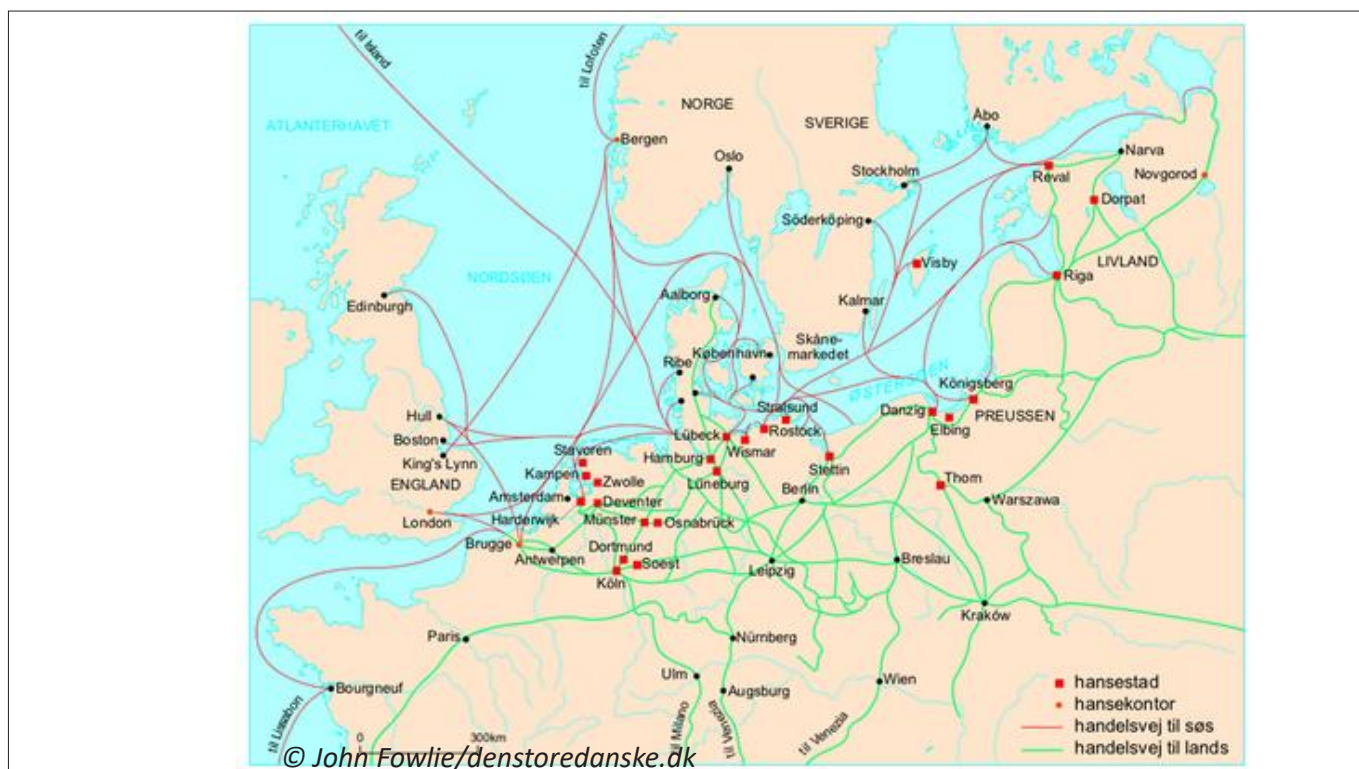 til Island
til Lofoten
NORGE
SVERIGE
ATLANTERHAVET
Bergen
Oslo
Åbo
Stockholm
Narva
Reval
Novgorod
Dorpat
Söderköping
Visby
LIVLAND
Riga
NORDSØEN
Edinburgh
Aalborg
Kalmar
Skåne-
markedet
København
Ribe
ØSTERSØEN
Königsberg
Stralsund
Danzig
PREUSSEN
Elbing
Rostock
Hull
Lübeck
Wismar
Boston
Stavoren
Hamburg
King's Lynn
Kampen
Zwolle
Lüneburg
Stettin
Thorn
ENGLAND
Amsterdam
Deventer
Berlin
Warszawa
London
Harderwijk
Münster
Osnabrück
Brugge
Antwerpen
Dortmund
Soest
Leipzig
Breslau
Köln
Kraków
Paris
Nürnberg
Ulm
Augsburg
Wien
Bourgneuf
til Lissabon
til Milano
til Venezia
til Venezia
hansestad
hansekontor
handelsvej til søs
handelsvej til lands
0 300km
© John Fowlie/denstoredanske.dk